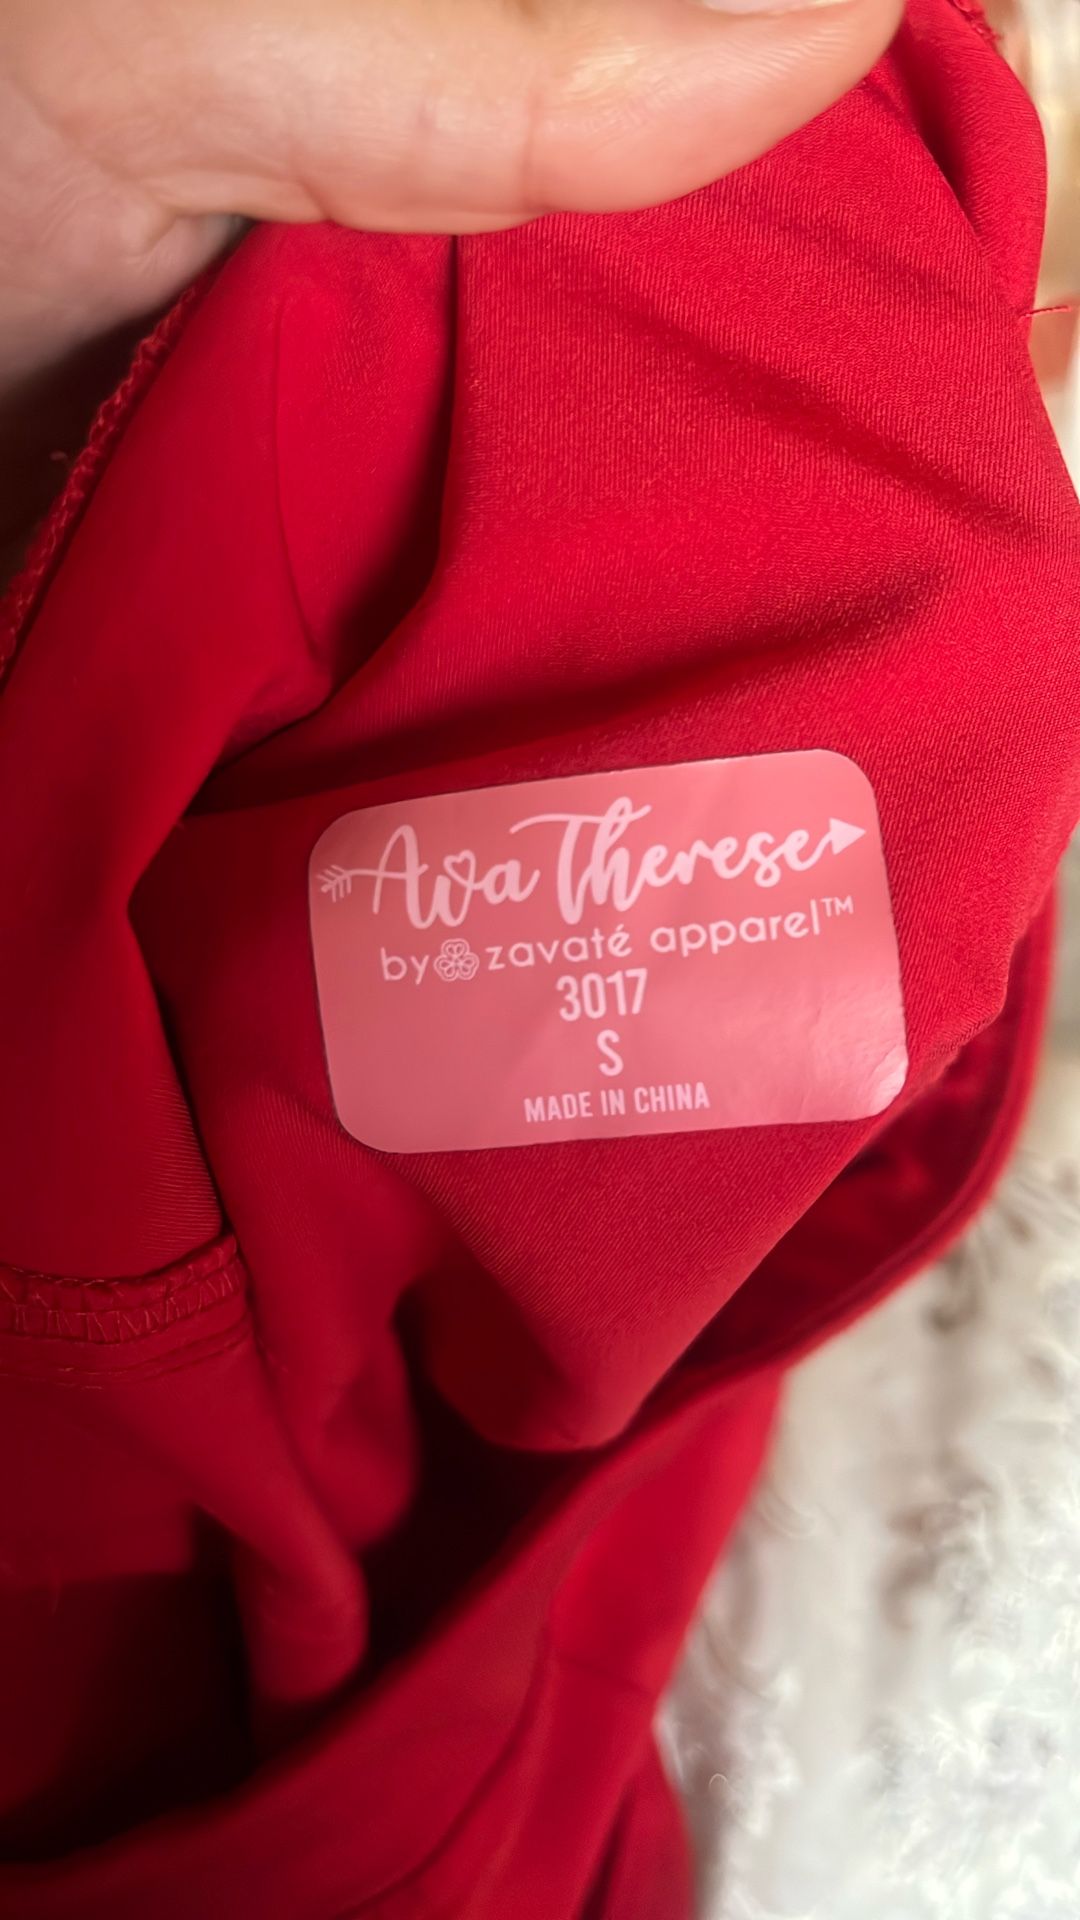 Ava Therese
by zavaté apparel™
3017
S
MADE IN CHINA